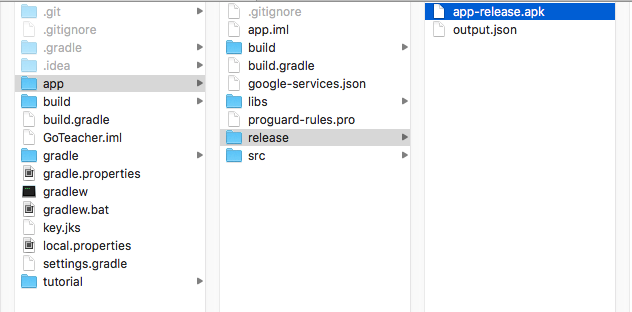 .git
.gitignore
.gradle
.idea
app
build
build.gradle
GoTeacher.iml
gradle
gradle.properties
gradlew
gradlew.bat
key.jks
local.properties
settings.gradle
tutorial
.gitignore
app.iml
build
build.gradle
google-services.json
libs
proguard-rules.pro
release
src
app-release.apk
output.json